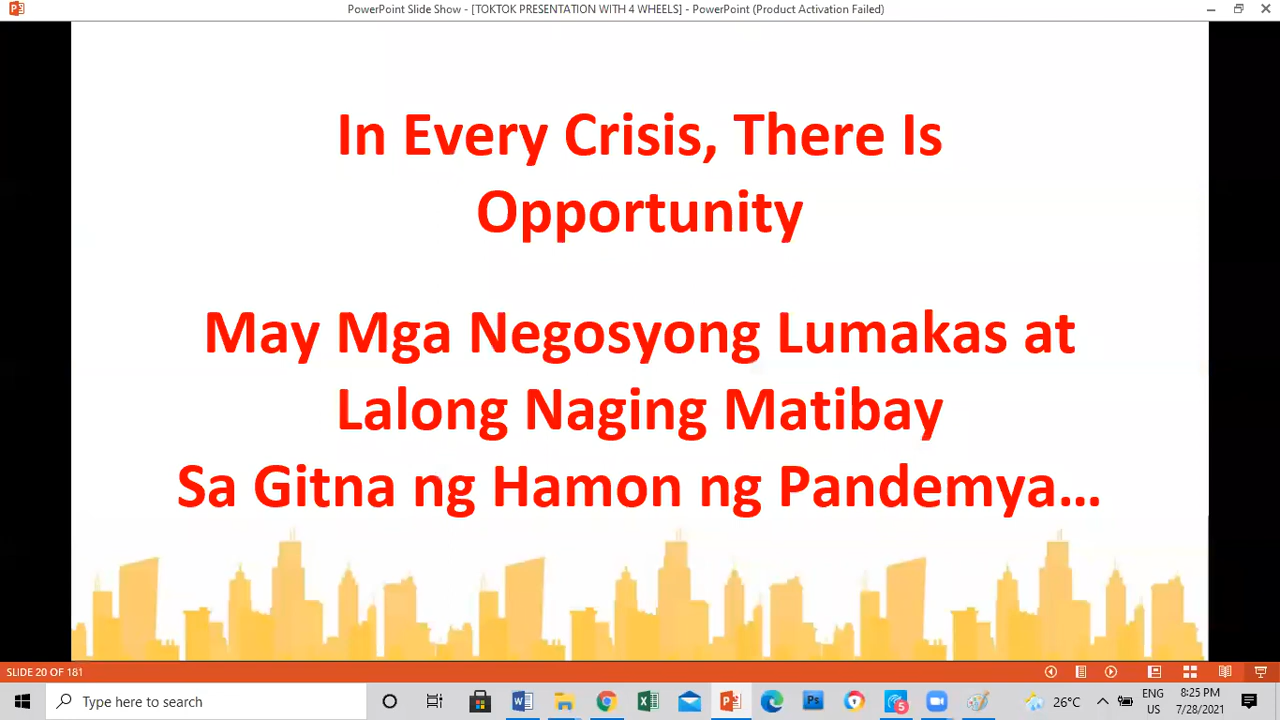 PowerPoint Slide Show - [TOKTOK PRESENTATION WITH 4 WHEELS] - PowerPoint (Product Activation Failed)
In Every Crisis, There Is
Opportunity
May Mga Negosyong Lumakas at
Lalong Naging Matibay
Sa Gitna ng Hamon ng Pandemya...
SLIDE 20 OF 181
Type here to search
5
26°C
ENG
US
8:25 PM
7/28/2021